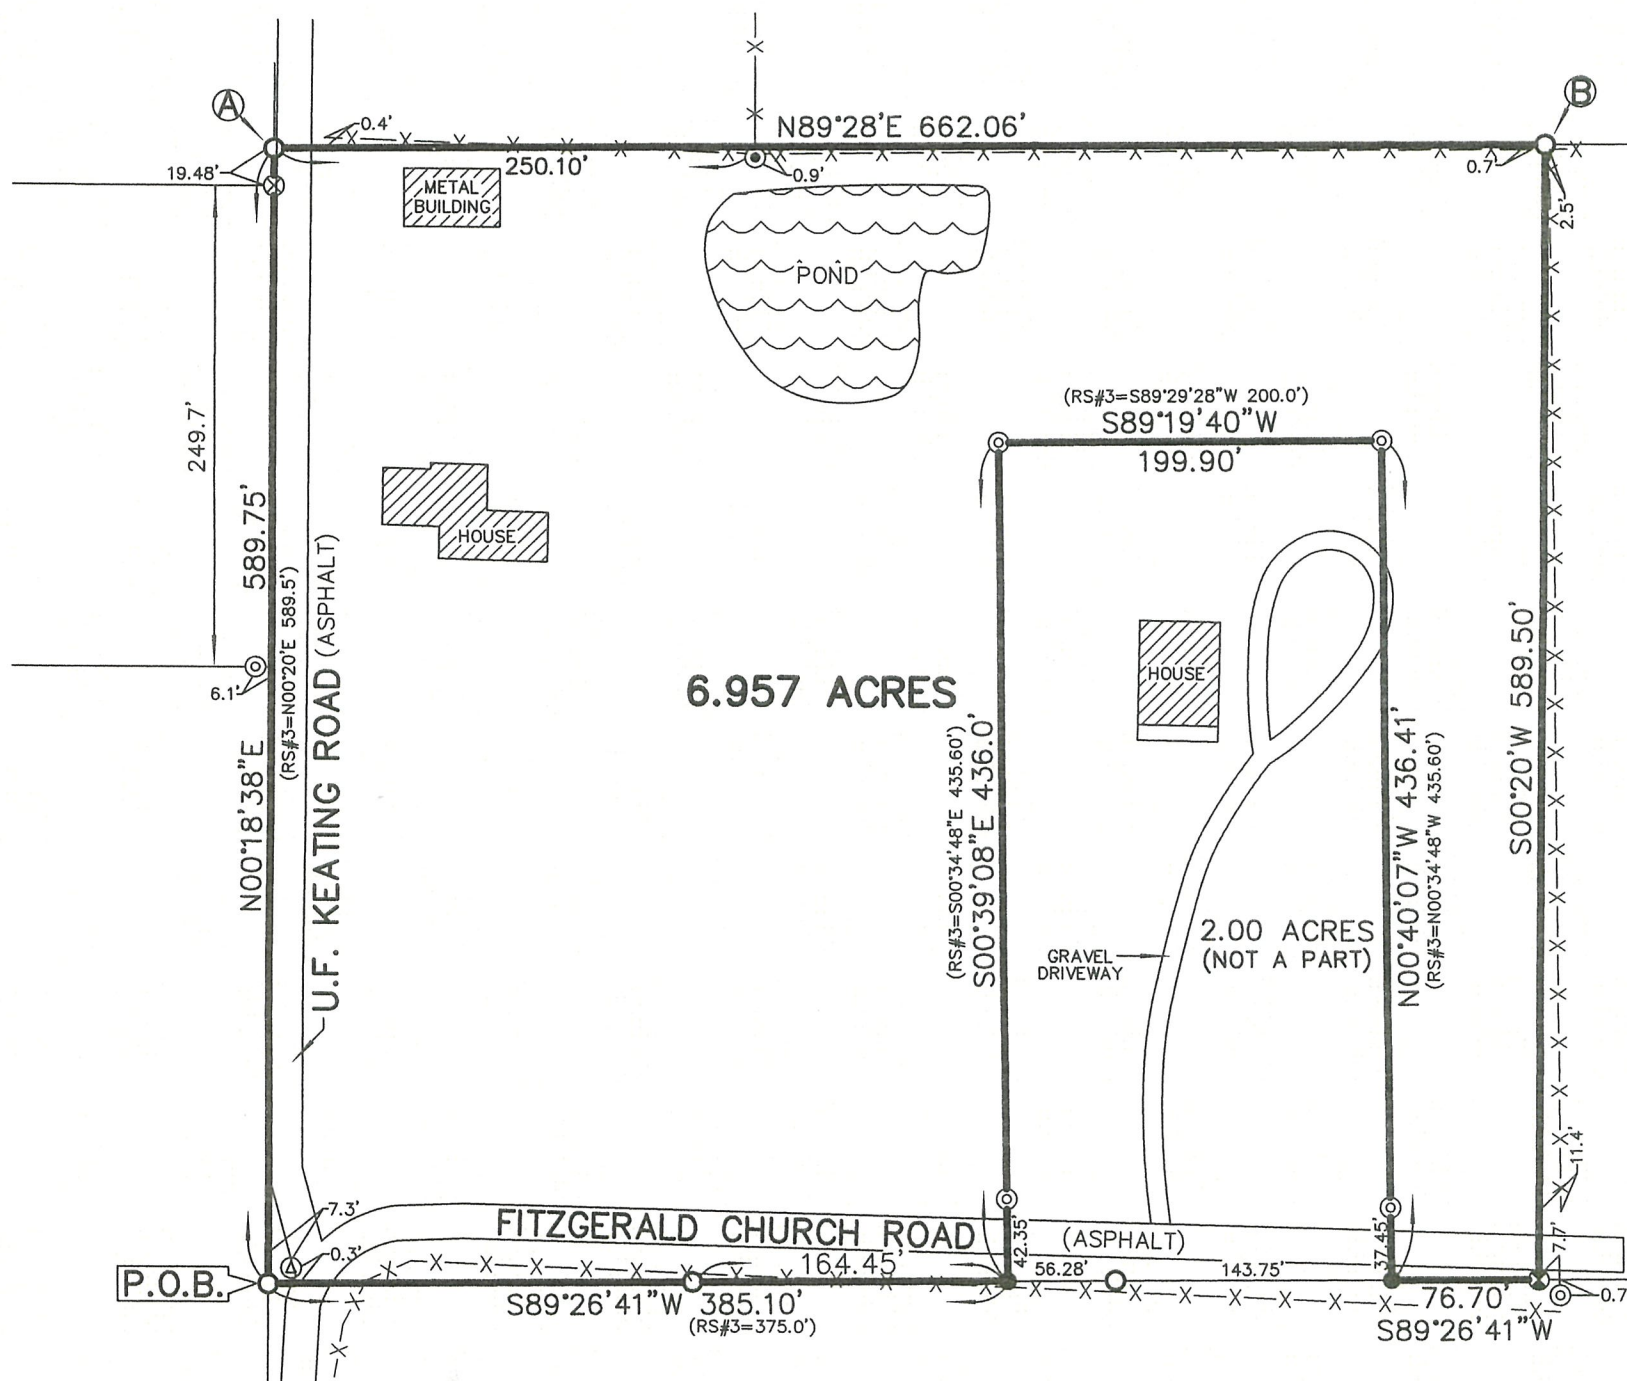 A
B
0.4'
N89°28'E 662.06'
250.10'
19.48'
0.9'
0.7'
2.5'
METAL
BUILDING
POND
(RS#3=S89°29'28"W 200.0')
S89°19'40"W
199.90'
249.7'
589.75'
N00°18'38"E
(RS#3=N00°20'E 589.5')
6.1'
U.F. KEATING ROAD (ASPHALT)
HOUSE
6.957 ACRES
HOUSE
(RS#3=S00°34'48"E 435.60')
S00°39'08"E 436.0'
N00°40'07"W 436.41'
(RS#3=N00°34'48"W 435.60')
S00°20'W 589.50'
2.00 ACRES
(NOT A PART)
GRAVEL
DRIVEWAY
11.4'
7.3'
0.3'
FITZGERALD CHURCH ROAD
(ASPHALT)
42.35'
37.45'
7.7'
P.O.B.
164.45'
56.28'
143.75'
S89°26'41"W 385.10'
(RS#3=375.0')
76.70'
S89°26'41"W
0.7